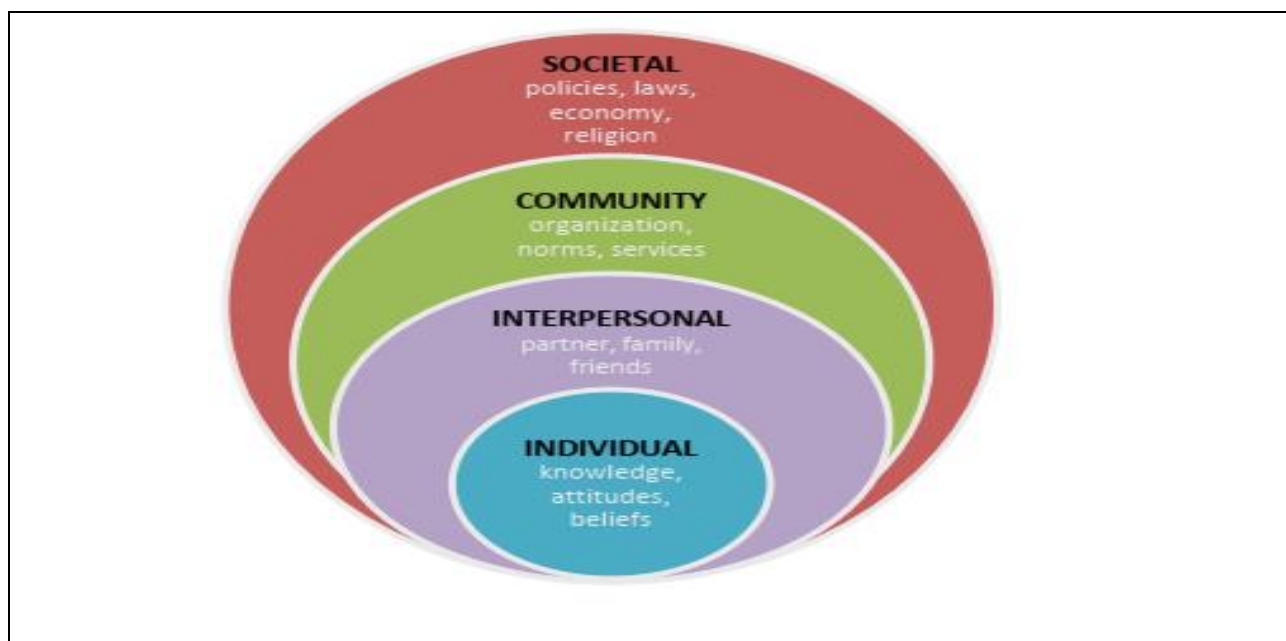 SOCIETAL
policies, laws,
economy,
religion
COMMUNITY
organization,
norms, services
INTERPERSONAL
partner, family,
friends
INDIVIDUAL
knowledge,
attitudes,
beliefs